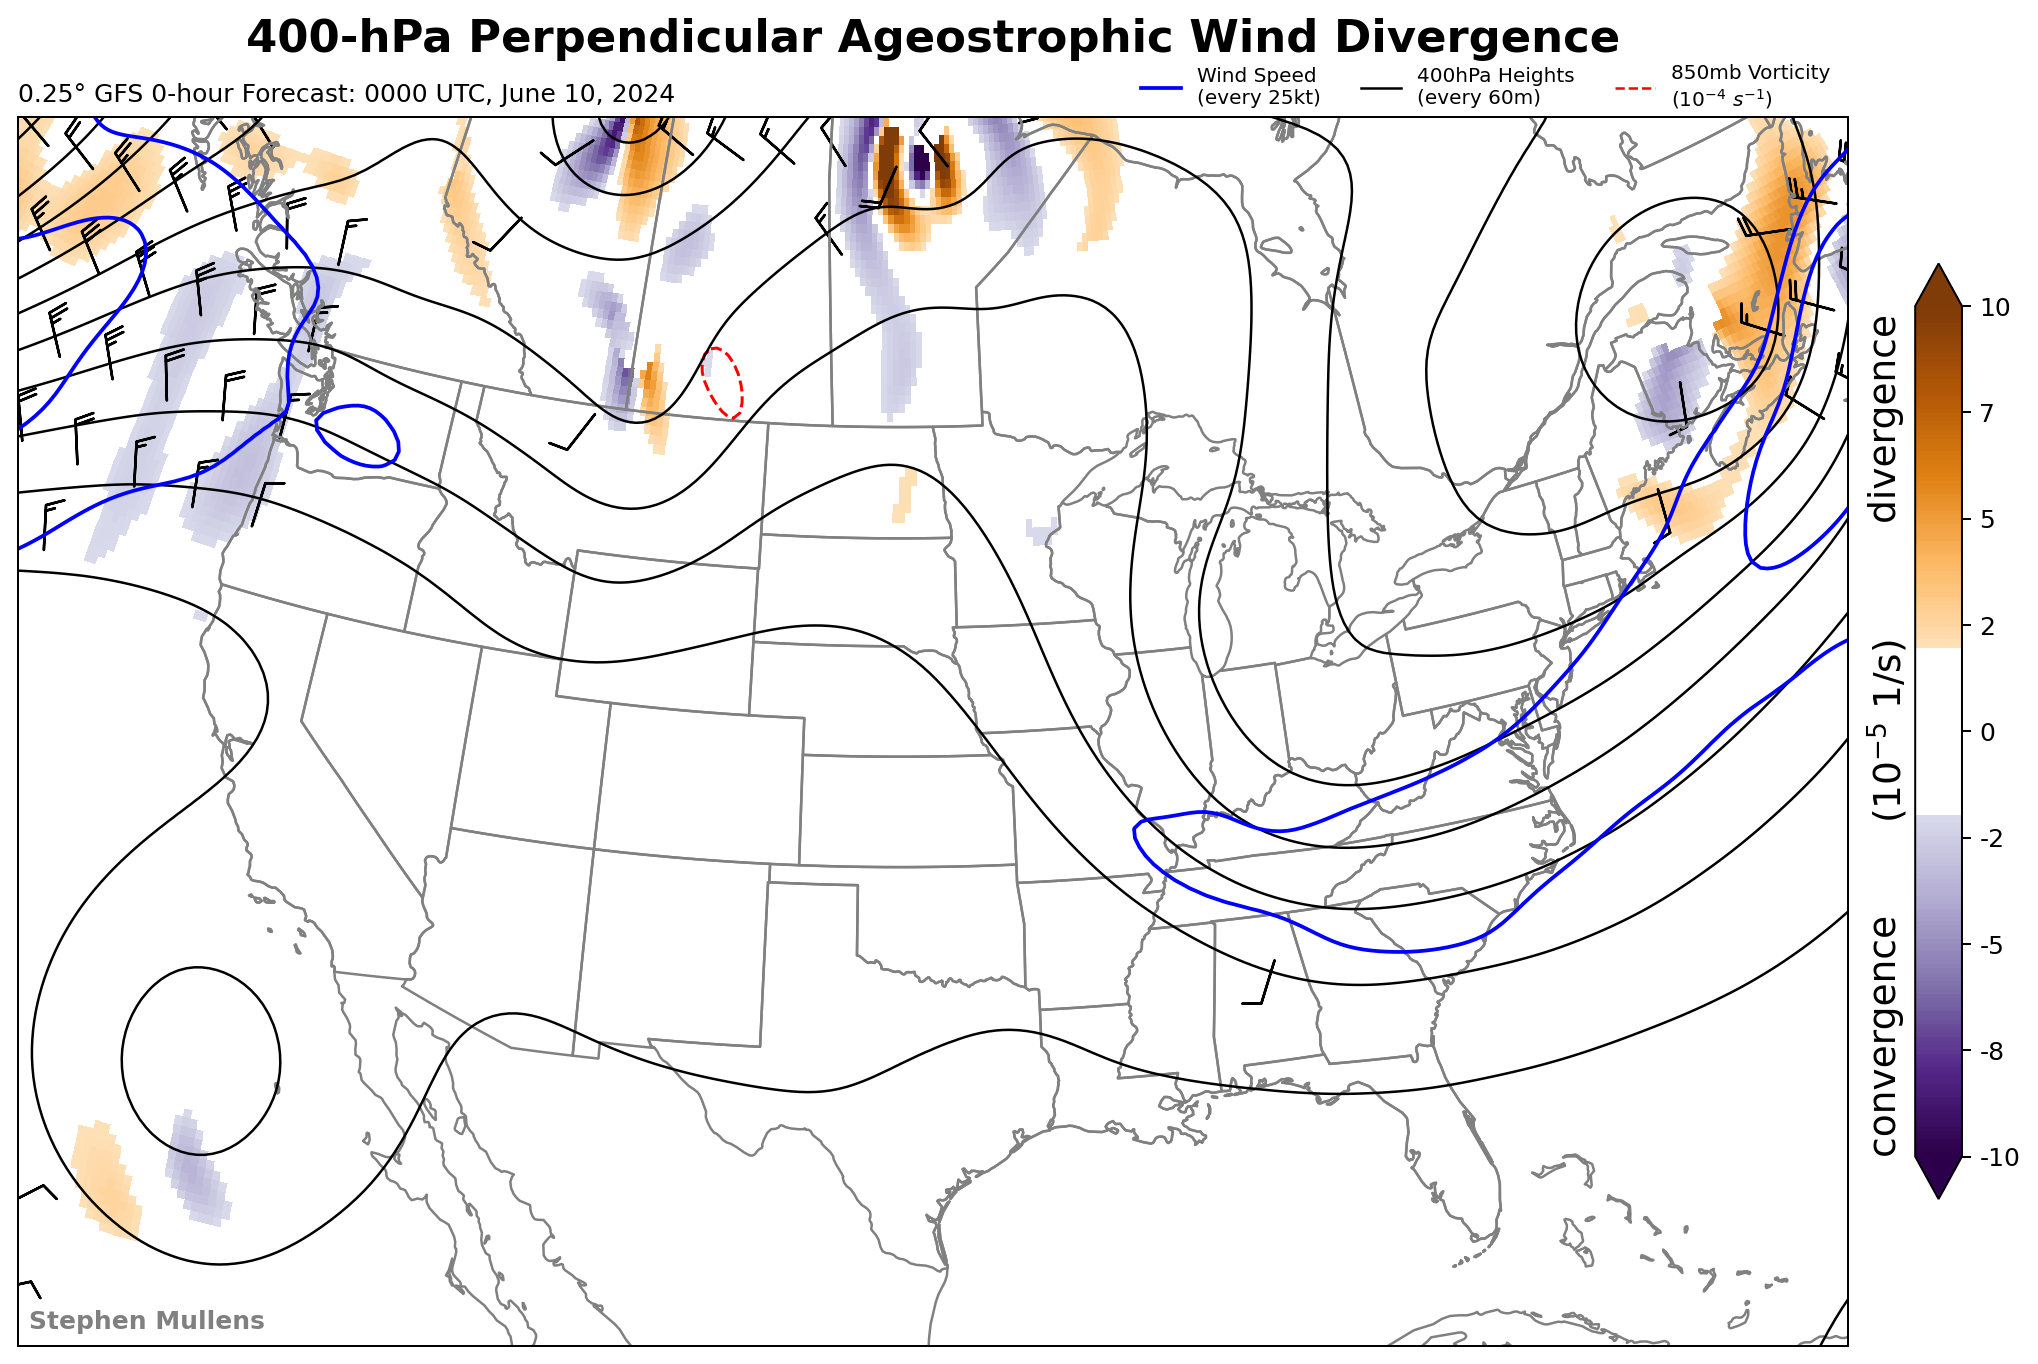 400-hPa Perpendicular Ageostrophic Wind Divergence
0.25° GFS 0-hour Forecast: 0000 UTC, June 10, 2024
Wind Speed
(every 25kt)
400hPa Heights
(every 60m)
850mb Vorticity
(10⁻⁴ s⁻¹)
10
7
5
2
0
-2
-5
-8
-10
convergence (10⁻⁵ 1/s) divergence
Stephen Mullens